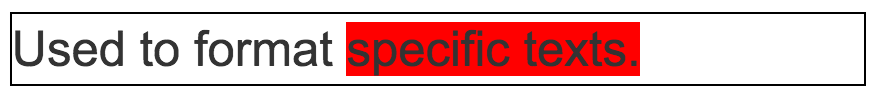 Used to format specific texts.